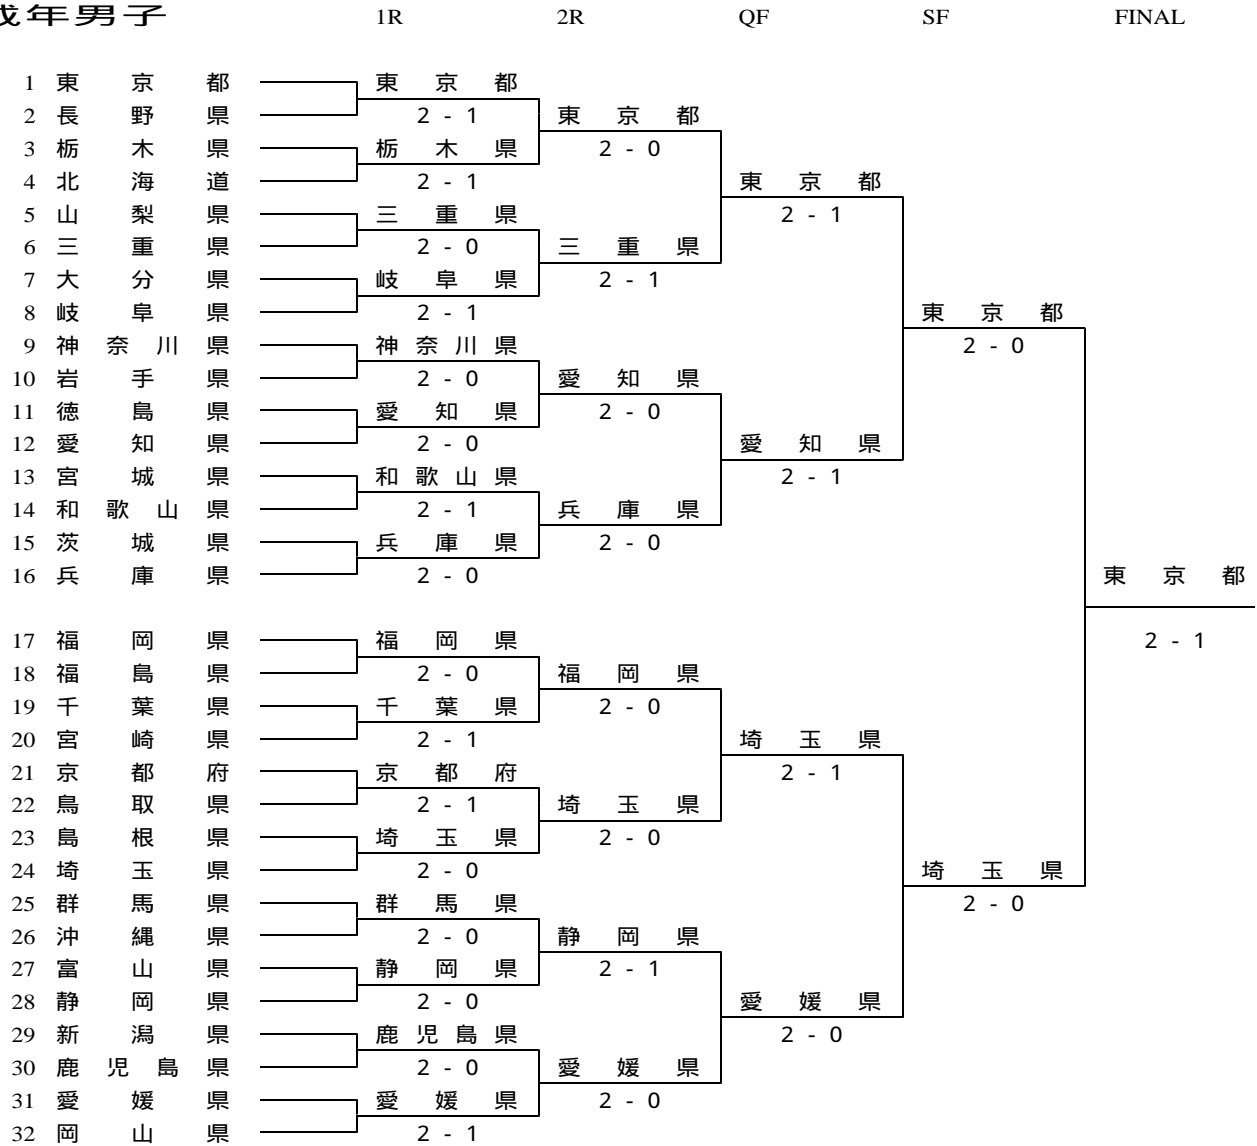 成年男子 1R 2R QF SF FINAL
1 東京都 東京都
2 長野県 2 - 1 東京都
3 栃木県 栃木県 2 - 0
4 北海道 2 - 1 東京都
5 山梨県 三重県 2 - 1
6 三重県 2 - 0 三重県
7 大分県 岐阜県 2 - 1
8 岐阜県 2 - 1 東京都
9 神奈川県 神奈川県 2 - 0
10 岩手県 2 - 0 愛知県
11 徳島県 愛知県 2 - 0
12 愛知県 2 - 0 愛知県
13 宮城県 和歌山県 2 - 1
14 和歌山県 2 - 1 兵庫県
15 茨城県 兵庫県 2 - 0
16 兵庫県 2 - 0 東京都
17 福岡県 福岡県 2 - 1
18 福島県 2 - 0 福岡県
19 千葉県 千葉県 2 - 0
20 宮崎県 2 - 1 埼玉県
21 京都府 京都府 2 - 1
22 鳥取県 2 - 1 埼玉県
23 島根県 埼玉県 2 - 0
24 埼玉県 2 - 0 埼玉県
25 群馬県 群馬県 2 - 0
26 沖縄県 2 - 0 静岡県
27 富山県 静岡県 2 - 1
28 静岡県 2 - 0 愛媛県
29 新潟県 鹿児島県 2 - 0
30 鹿児島県 2 - 0 愛媛県
31 愛媛県 愛媛県 2 - 0
32 岡山県 2 - 1